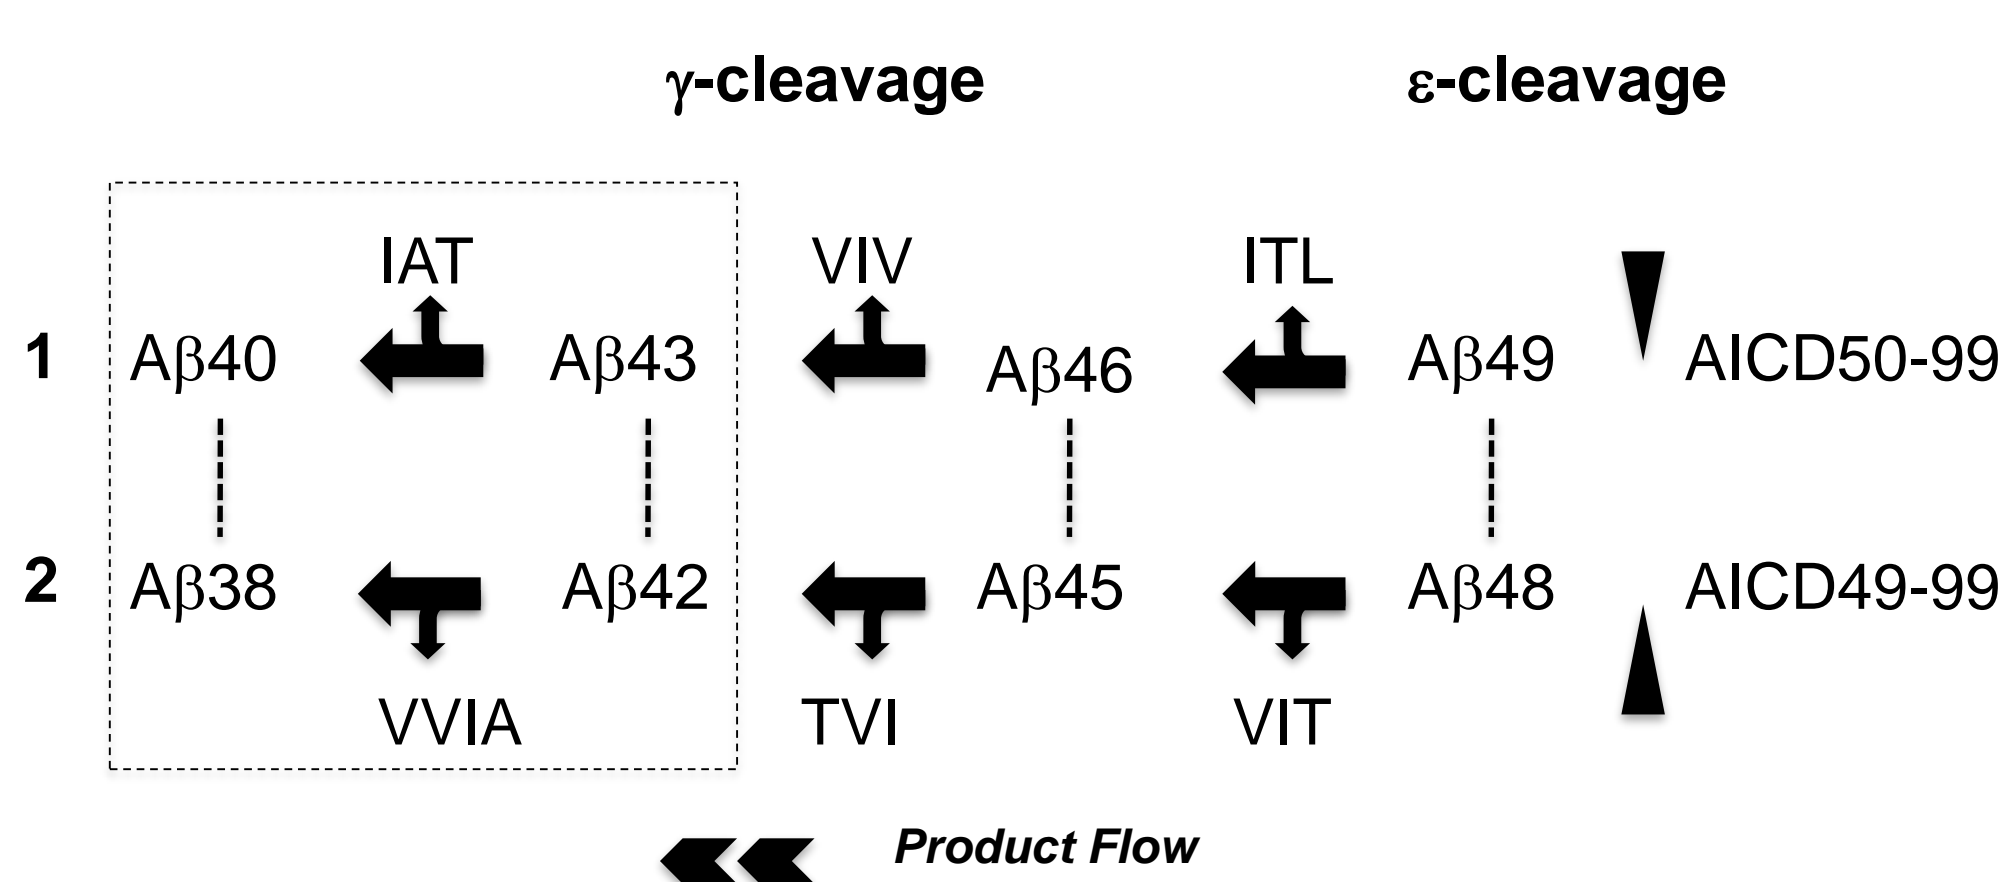 γ-cleavage ε-cleavage
IAT VIV ITL
1 Aβ40 Aβ43 Aβ46 Aβ49 AICD50-99
2 Aβ38 Aβ42 Aβ45 Aβ48 AICD49-99
VVIA TVI VIT
Product Flow